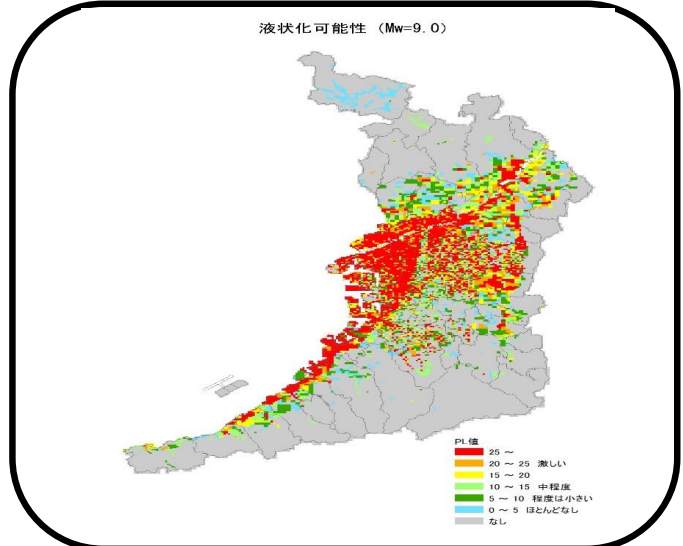 液状化可能性 (Mw=9.0)
PL値
25 ~
20 ~ 25 激しい
15 ~ 20
10 ~ 15 中程度
5 ~ 10 程度は小さい
0 ~ 5 ほとんどなし
なし